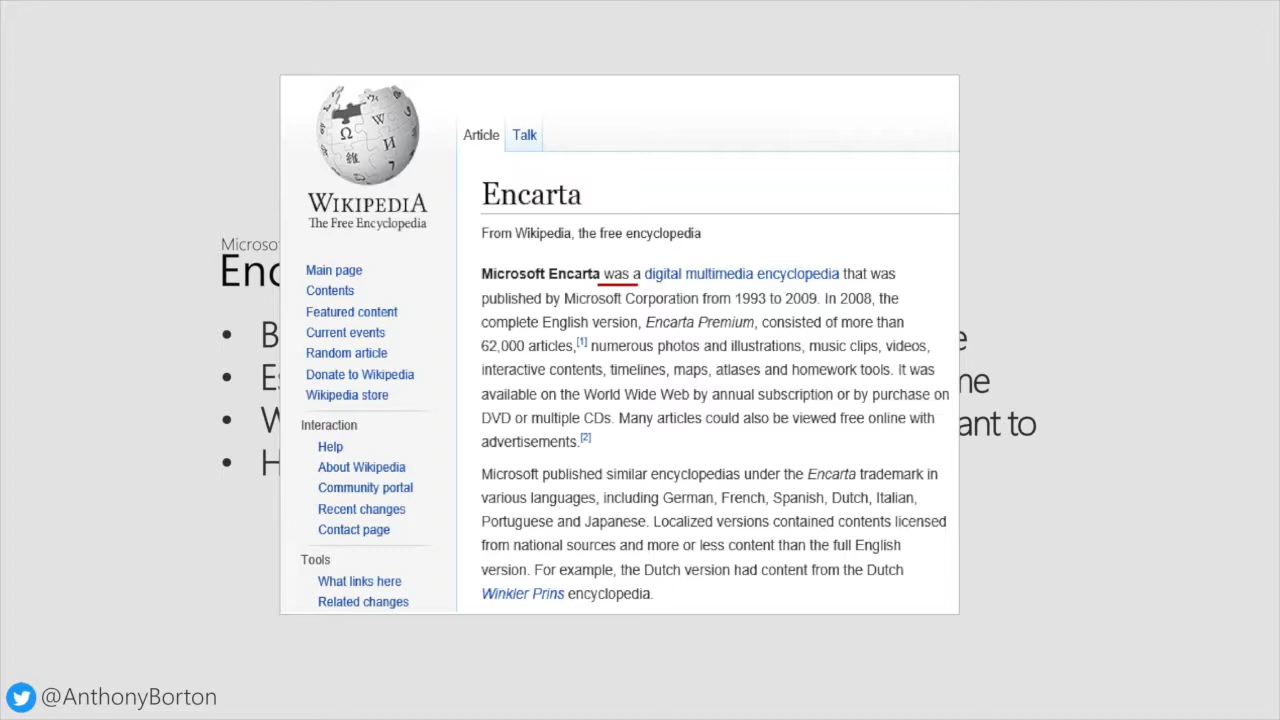 WIKIPEDIA
The Free Encyclopedia
Main page
Contents
Featured content
Current events
Random article
Donate to Wikipedia
Wikipedia store
Interaction
Help
About Wikipedia
Community portal
Recent changes
Contact page
Tools
What links here
Related changes
Article Talk
Encarta
From Wikipedia, the free encyclopedia
Microsoft Encarta was a digital multimedia encyclopedia that was
published by Microsoft Corporation from 1993 to 2009. In 2008, the
complete English version, Encarta Premium, consisted of more than
62,000 articles,[1] numerous photos and illustrations, music clips, videos,
interactive contents, timelines, maps, atlases and homework tools. It was
available on the World Wide Web by annual subscription or by purchase on
DVD or multiple CDs. Many articles could also be viewed free online with
advertisements.[2]
Microsoft published similar encyclopedias under the Encarta trademark in
various languages, including German, French, Spanish, Dutch, Italian,
Portuguese and Japanese. Localized versions contained contents licensed
from national sources and more or less content than the full English
version. For example, the Dutch version had content from the Dutch
Winkler Prins encyclopedia.
to
@AnthonyBorton